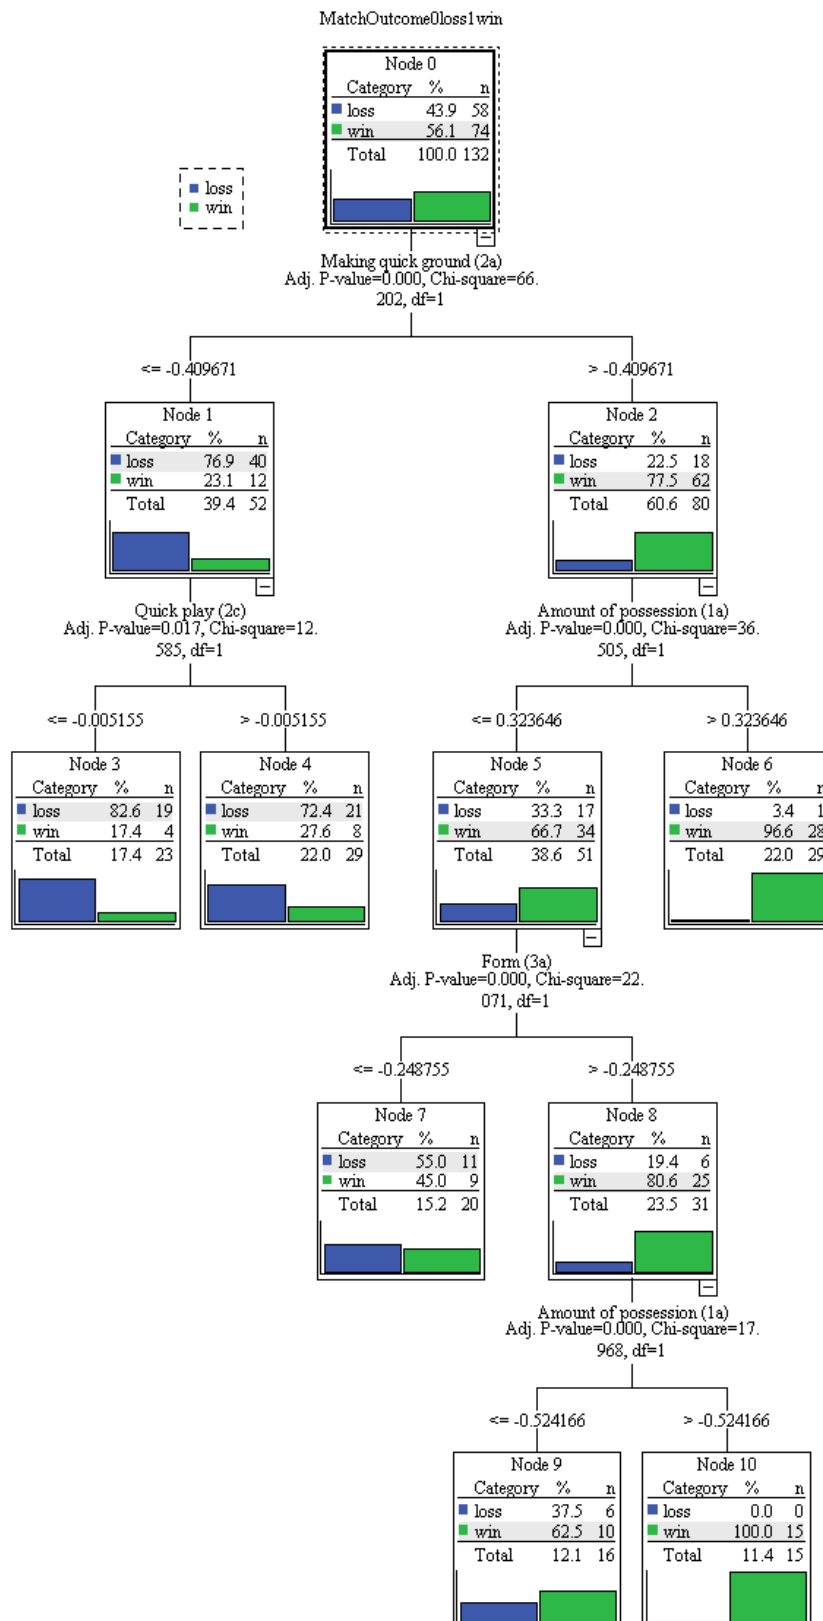 MatchOutcome0loss1win
Node 0
Category % n
loss 43.9 58
win 56.1 74
Total 100.0 132
loss
win
Making quick ground (2a)
Adj. P-value=0.000, Chi-square=66.
202, df=1
<= -0.409671
> -0.409671
Node 1
Category % n
loss 76.9 40
win 23.1 12
Total 39.4 52
Node 2
Category % n
loss 22.5 18
win 77.5 62
Total 60.6 80
Quick play (2c)
Adj. P-value=0.017, Chi-square=12.
585, df=1
Amount of possession (1a)
Adj. P-value=0.000, Chi-square=36.
505, df=1
<= -0.005155
> -0.005155
<= 0.323646
> 0.323646
Node 3
Category % n
loss 82.6 19
win 17.4 4
Total 17.4 23
Node 4
Category % n
loss 72.4 21
win 27.6 8
Total 22.0 29
Node 5
Category % n
loss 33.3 17
win 66.7 34
Total 38.6 51
Node 6
Category % n
loss 3.4 1
win 96.6 28
Total 22.0 29
Form (3a)
Adj. P-value=0.000, Chi-square=22.
071, df=1
<= -0.248755
> -0.248755
Node 7
Category % n
loss 55.0 11
win 45.0 9
Total 15.2 20
Node 8
Category % n
loss 19.4 6
win 80.6 25
Total 23.5 31
Amount of possession (1a)
Adj. P-value=0.000, Chi-square=17.
968, df=1
<= -0.524166
> -0.524166
Node 9
Category % n
loss 37.5 6
win 62.5 10
Total 12.1 16
Node 10
Category % n
loss 0.0 0
win 100.0 15
Total 11.4 15